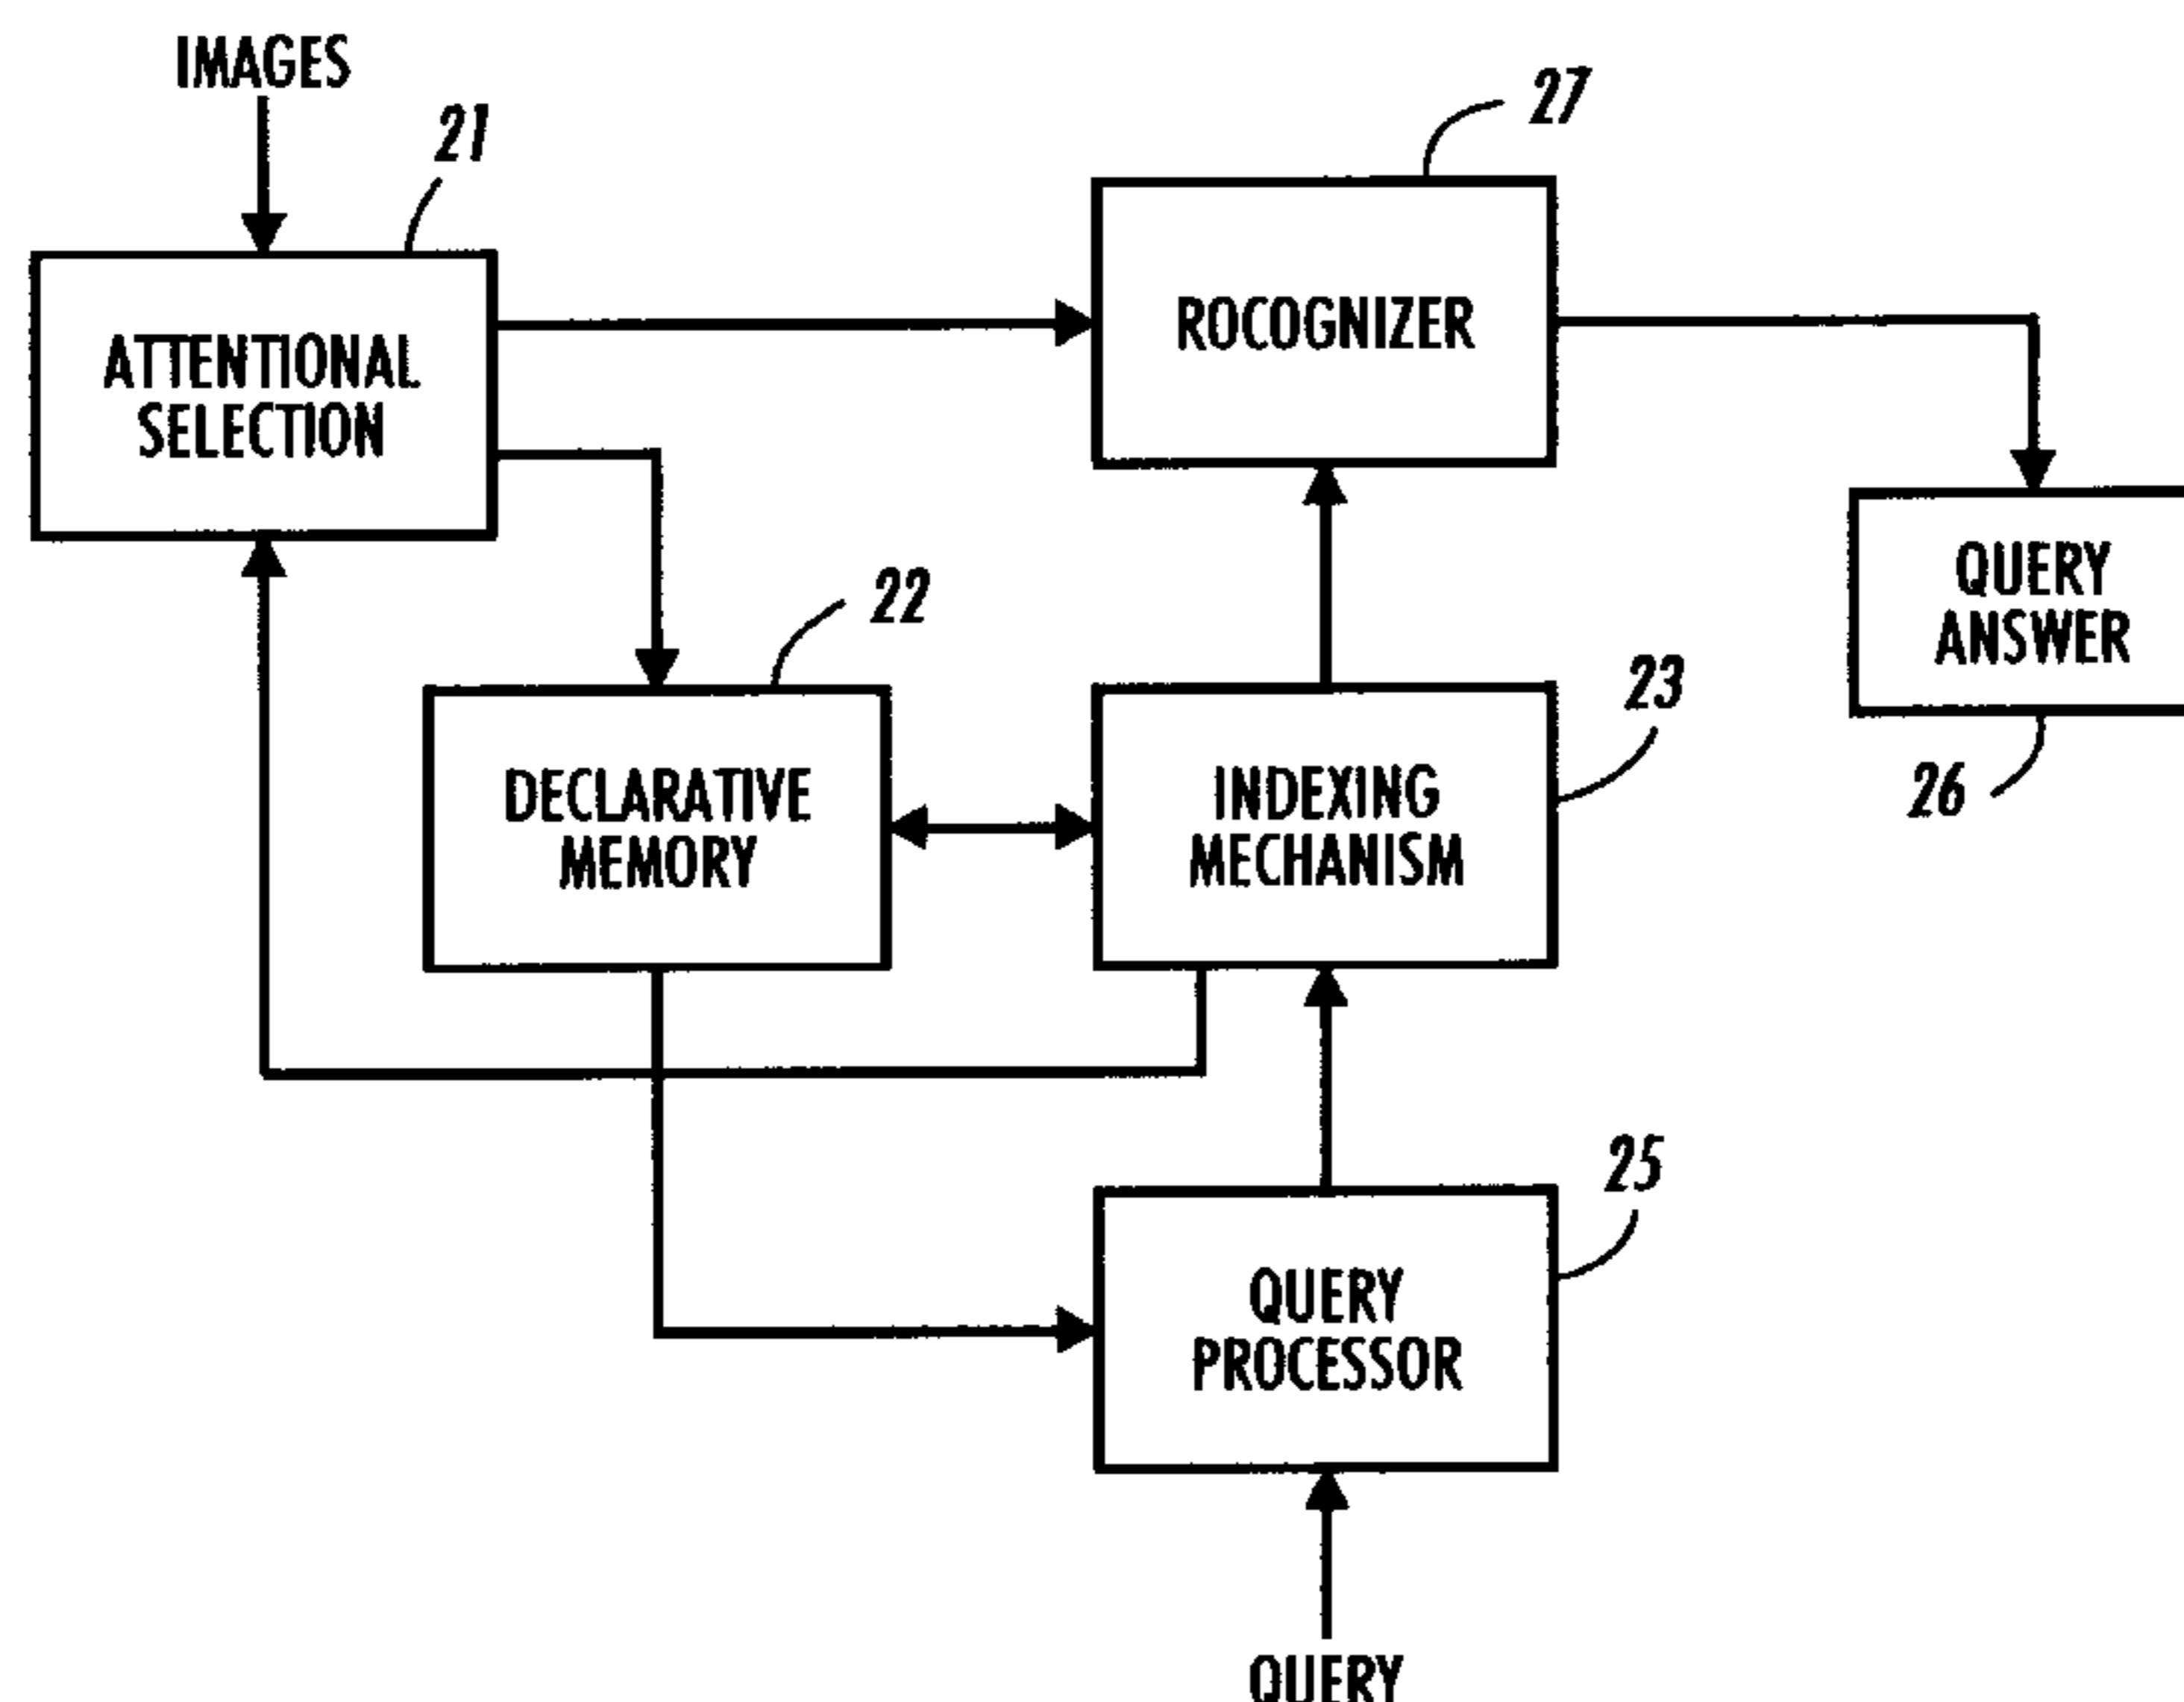 IMAGES
21
27
ATTENTIONAL
SELECTION
ROCOGNIZER
22
QUERY
ANSWER
23
26
DECLARATIVE
MEMORY
INDEXING
MECHANISM
25
QUERY
PROCESSOR
QUERY